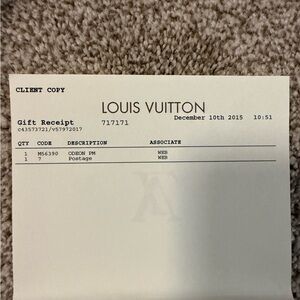 CLIENT COPY
LOUIS VUITTON
December 10th 2015 10:51
Gift Receipt 717171
c43573721/v57972017
QTY CODE DESCRIPTION ASSOCIATE
1 M56390 ODEON PM WEB
1 7 Postage WEB